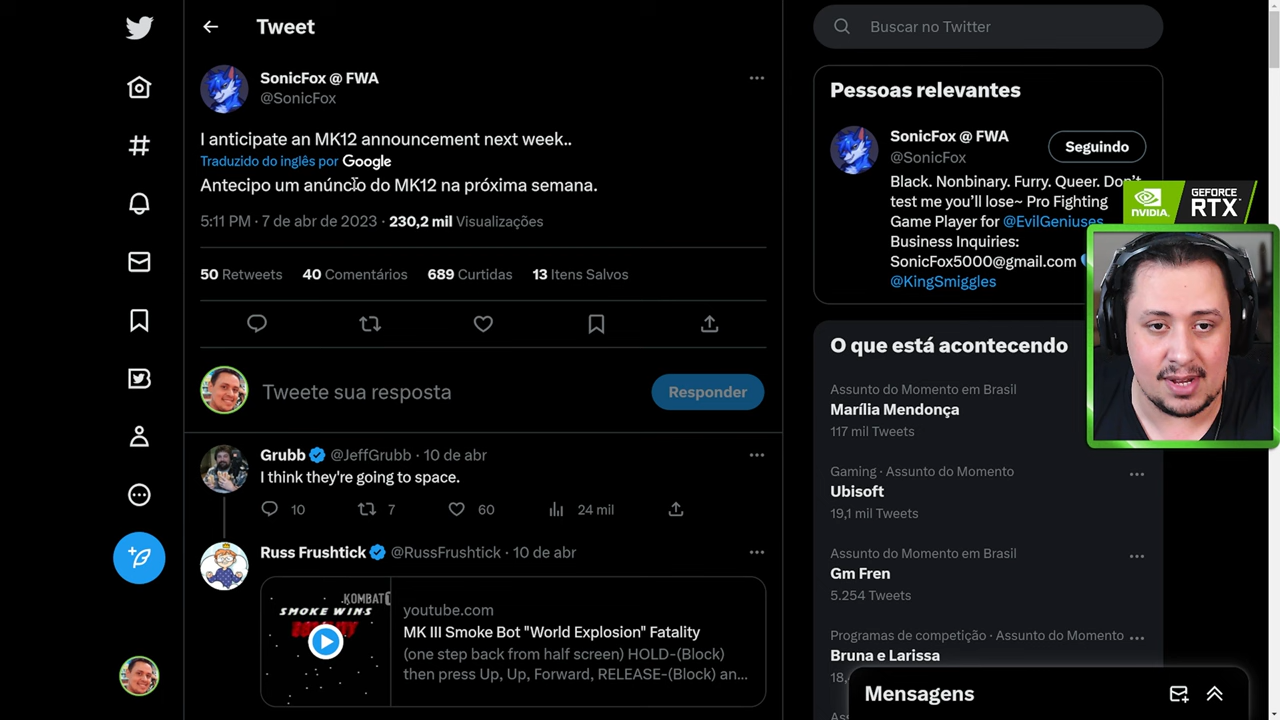 Tweet
SonicFox @ FWA
@SonicFox
I anticipate an MK12 announcement next week..
Traduzido do inglês por Google
Antecipo um anúncio do MK12 na próxima semana.
5:11 PM · 7 de abr de 2023 · 230,2 mil Visualizações
50 Retweets 40 Comentários 689 Curtidas 13 Itens Salvos
Tweete sua resposta
Responder
Grubb @JeffGrubb · 10 de abr
I think they're going to space.
10 7 60 24 mil
Russ Frushtick @RussFrushtick · 10 de abr
KOMBAT
SMOKE WINS
youtube.com
MK III Smoke Bot "World Explosion" Fatality
(one step back from half screen) HOLD-(Block)
then press Up, Up, Forward, RELEASE-(Block) an...
Buscar no Twitter
Pessoas relevantes
SonicFox @ FWA
@SonicFox
Seguindo
Black. Nonbinary. Furry. Queer. Don't
test me you'll lose~ Pro Fighting
Game Player for @EvilGeniuses
Business Inquiries:
SonicFox5000@gmail.com
@KingSmiggles
NVIDIA.
GEFORCE
RTX
O que está acontecendo
Assunto do Momento em Brasil
Marília Mendonça
117 mil Tweets
Gaming · Assunto do Momento
Ubisoft
19,1 mil Tweets
Assunto do Momento em Brasil
Gm Fren
5.254 Tweets
Programas de competição · Assunto do Momento
Bruna e Larissa
18,
Mensagens